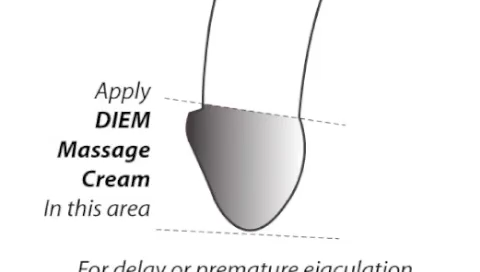 Apply
DIEM
Massage
Cream
In this area
For delay or premature ejaculation